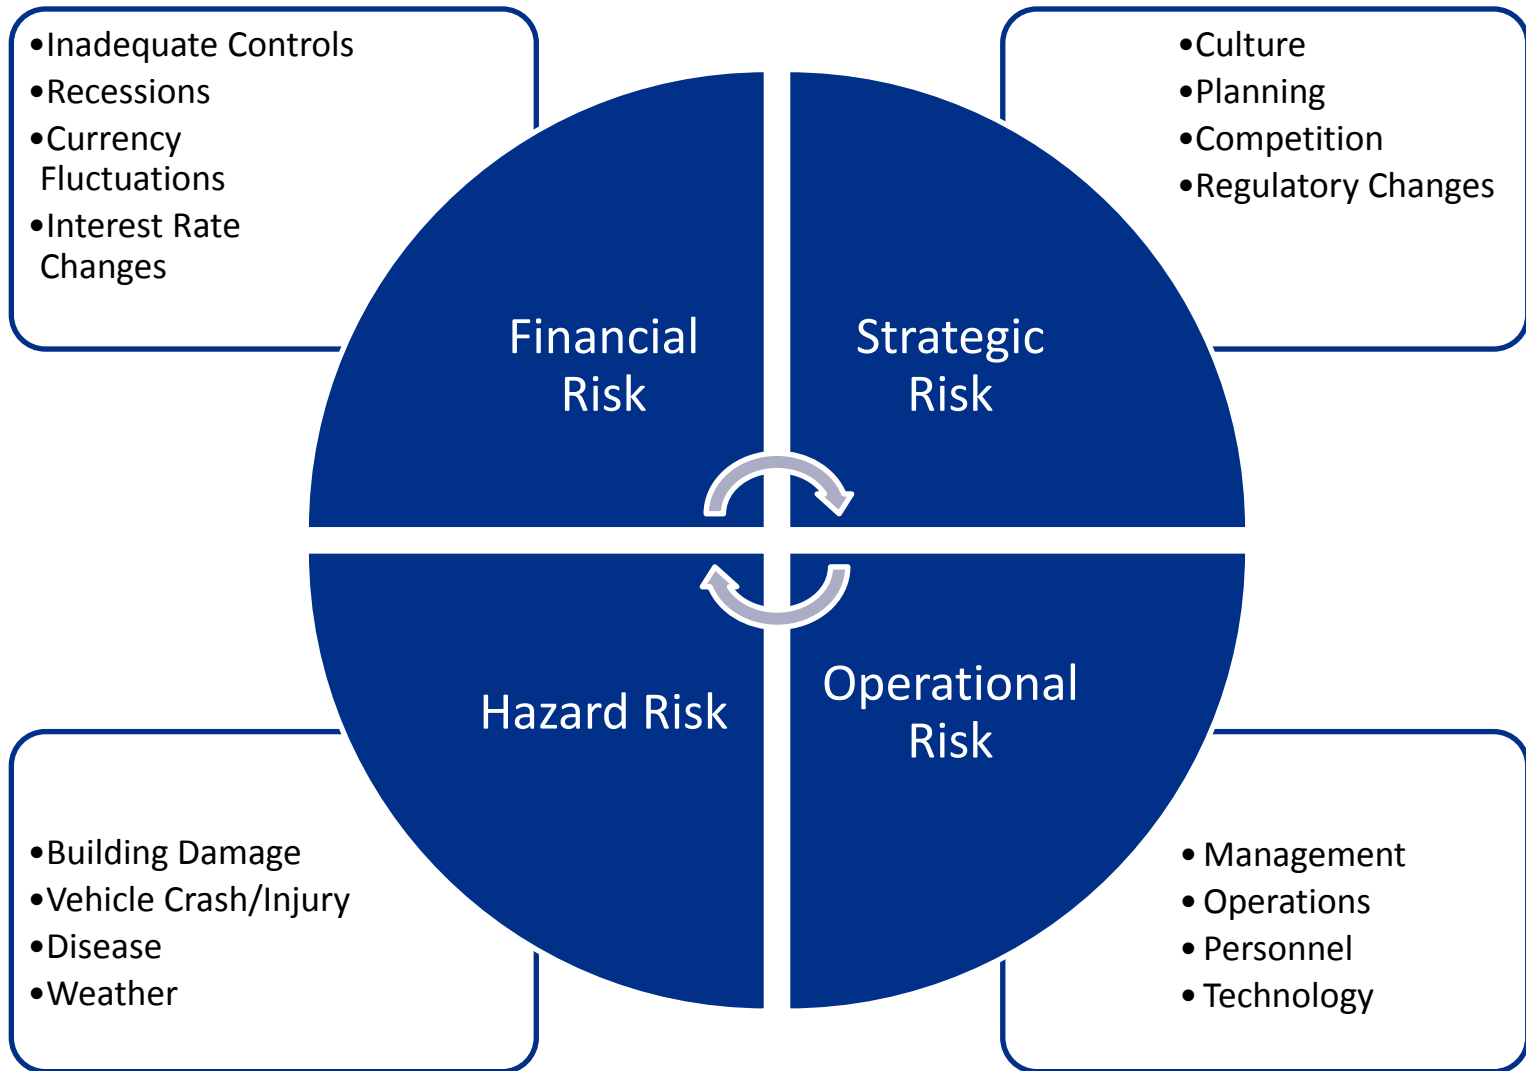 •Inadequate Controls
•Recessions
•Currency
Fluctuations
•Interest Rate
Changes
•Culture
•Planning
•Competition
•Regulatory Changes
Financial
Risk
Strategic
Risk
Hazard Risk
Operational
Risk
•Building Damage
•Vehicle Crash/Injury
•Disease
•Weather
•Management
•Operations
•Personnel
•Technology